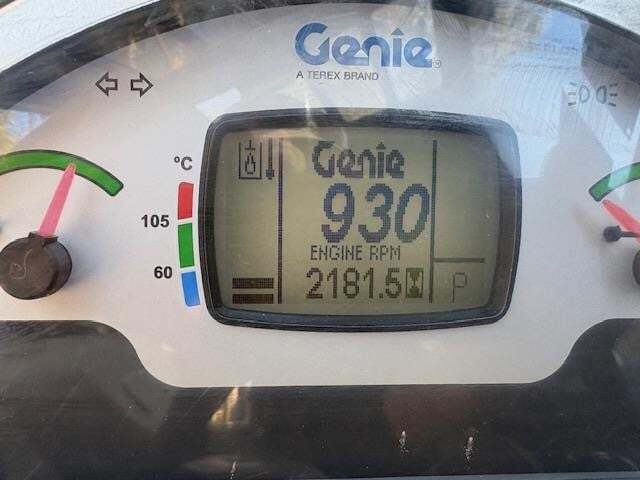 Genie®
A TEREX BRAND
°C
105
60
Genie
930
ENGINE RPM
2181.5
P